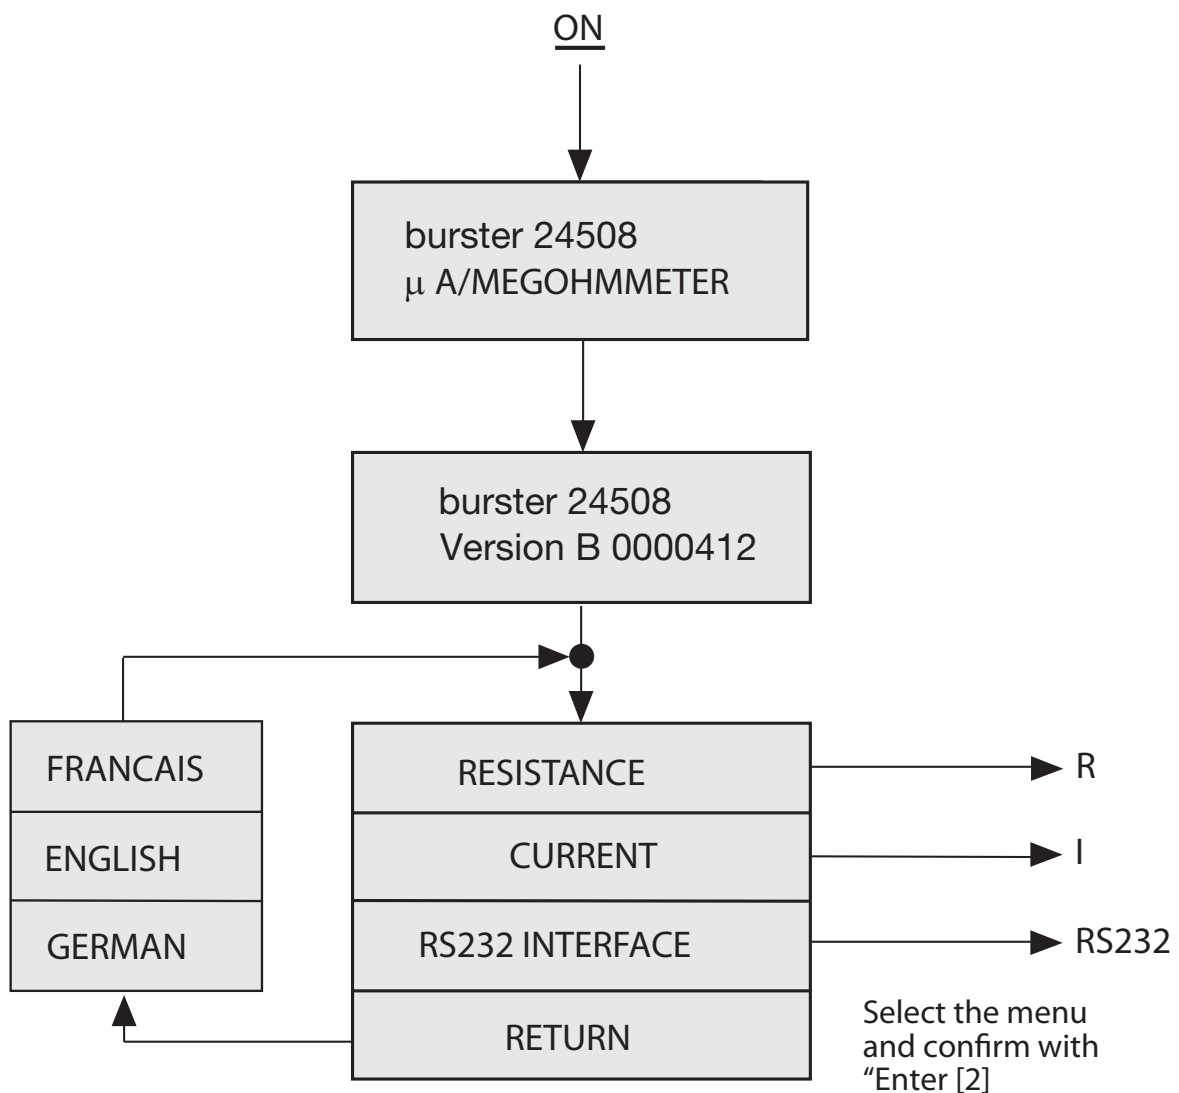 ON
burster 24508
μ A/MEGOHMMETER
burster 24508
Version B 0000412
FRANCAIS
ENGLISH
GERMAN
RESISTANCE
CURRENT
RS232 INTERFACE
RETURN
R
I
RS232
Select the menu
and confirm with
“Enter [2]